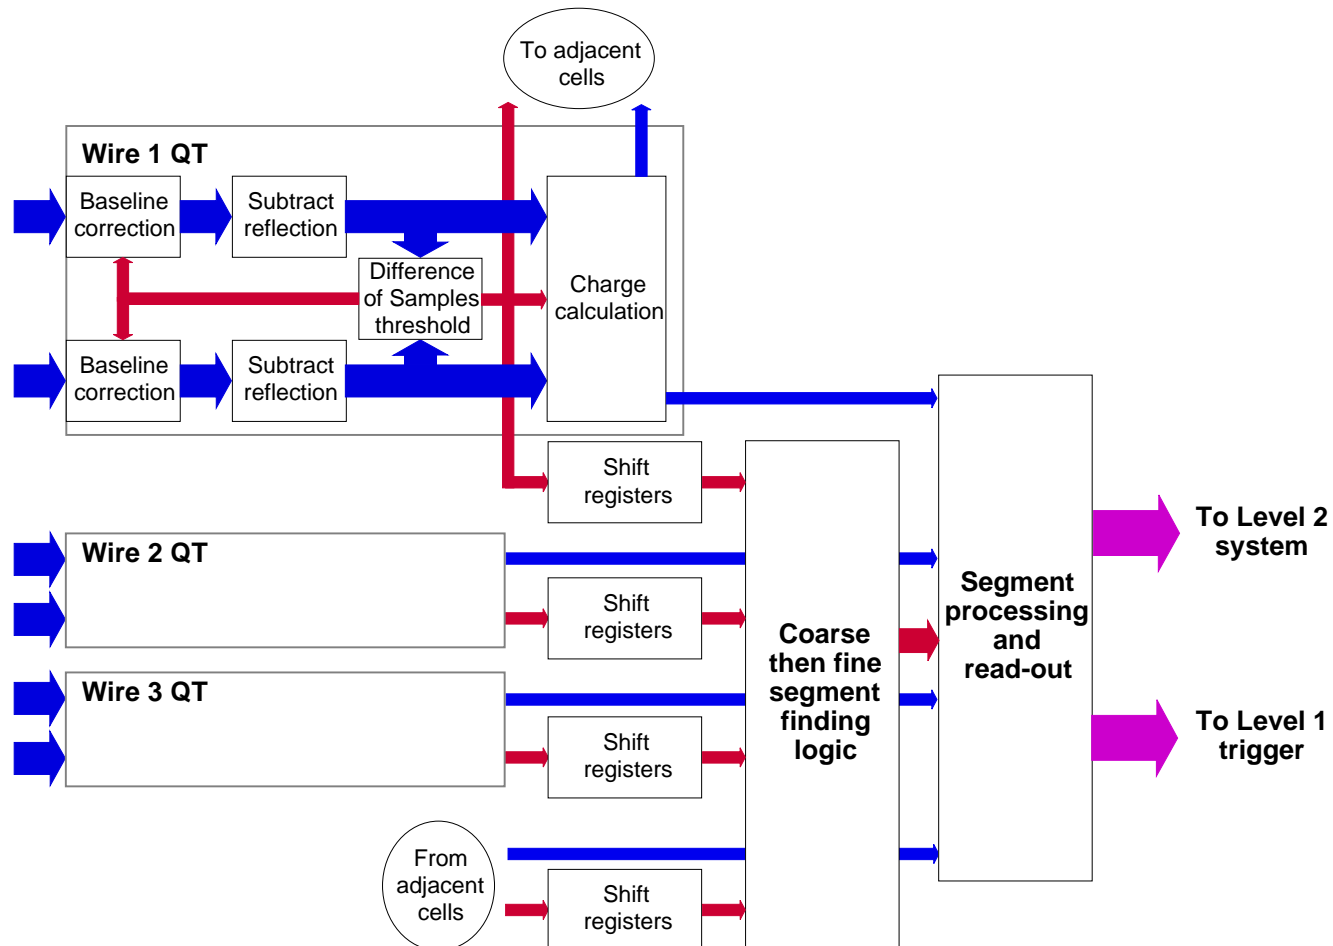 To adjacent
cells
Wire 1 QT
Baseline
correction
Subtract
reflection
Difference
of Samples
threshold
Charge
calculation
Baseline
correction
Subtract
reflection
Shift
registers
Wire 2 QT
Shift
registers
Wire 3 QT
Shift
registers
From
adjacent
cells
Shift
registers
Coarse
then fine
segment
finding
logic
Segment
processing
and
read-out
To Level 2
system
To Level 1
trigger